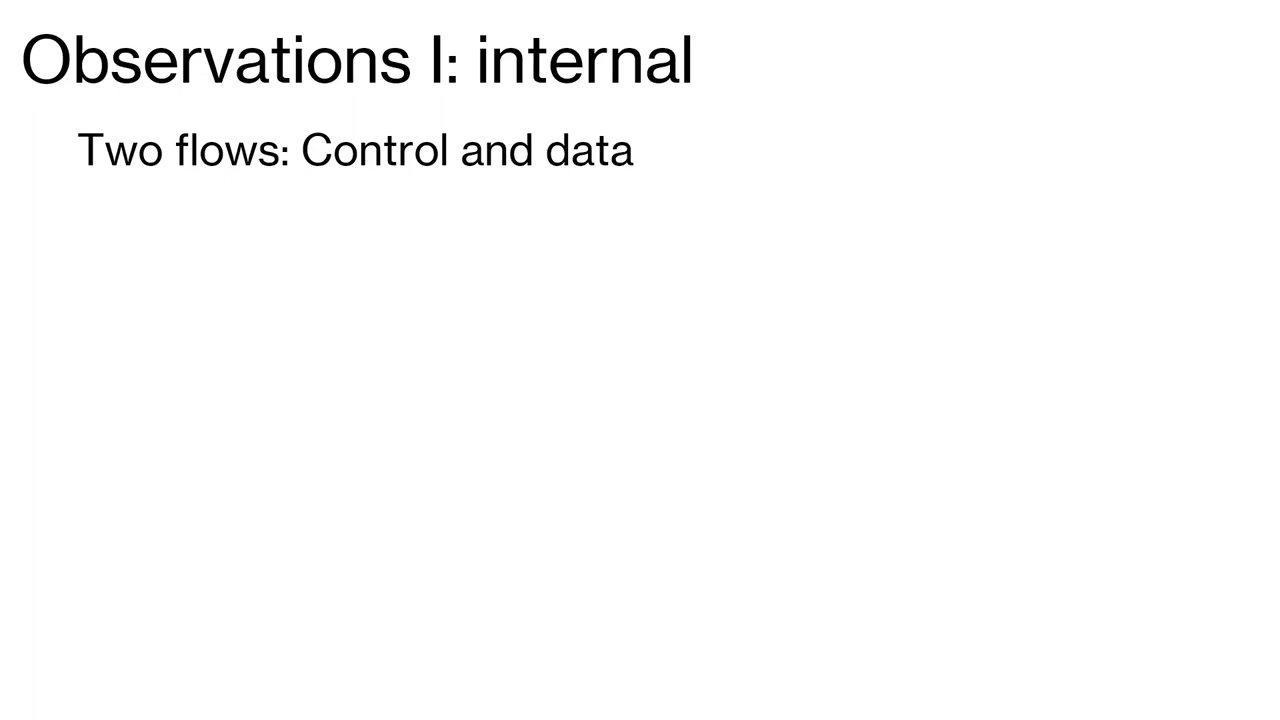 Observations I: internal
Two flows: Control and data